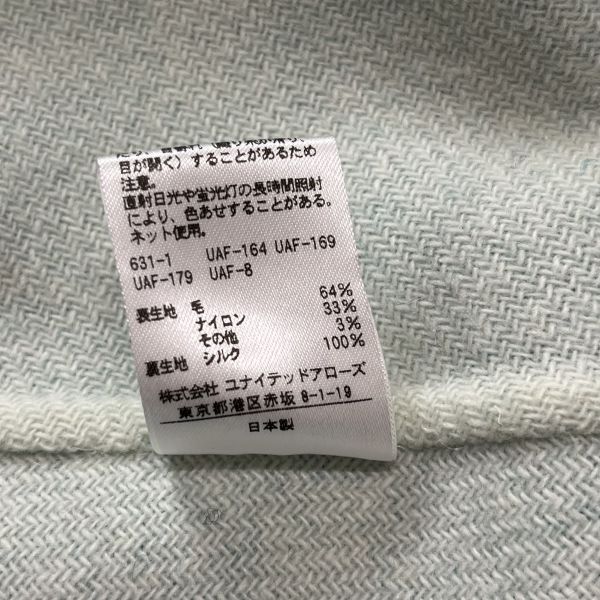 目が開く）することがあるため
注意。
直射日光や蛍光灯の長時間照射
により、色あせすることがある。
ネット使用。
631-1 UAF-164 UAF-169
UAF-179 UAF-8
表生地 毛 64%
ナイロン 33%
その他 3%
裏生地 シルク 100%
株式会社 ユナイテッドアローズ
東京都港区赤坂 8-1-19
日本製